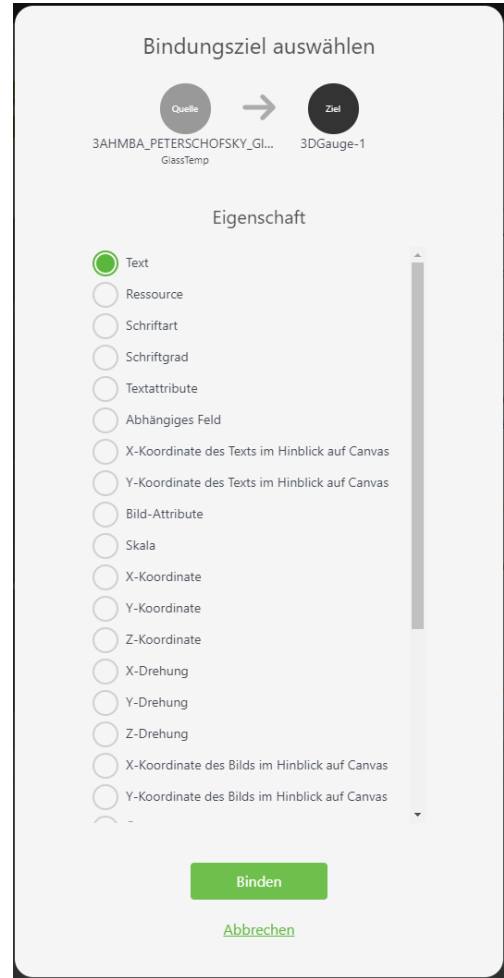 Bindungsziel auswählen
Quelle
Ziel
3AHMBA_PETERSCHOFSKY_Gl...
3DGauge-1
GlassTemp
Eigenschaft
Text
Ressource
Schriftart
Schriftgrad
Textattribute
Abhängiges Feld
X-Koordinate des Texts im Hinblick auf Canvas
Y-Koordinate des Texts im Hinblick auf Canvas
Bild-Attribute
Skala
X-Koordinate
Y-Koordinate
Z-Koordinate
X-Drehung
Y-Drehung
Z-Drehung
X-Koordinate des Bilds im Hinblick auf Canvas
Y-Koordinate des Bilds im Hinblick auf Canvas
Binden
Abbrechen